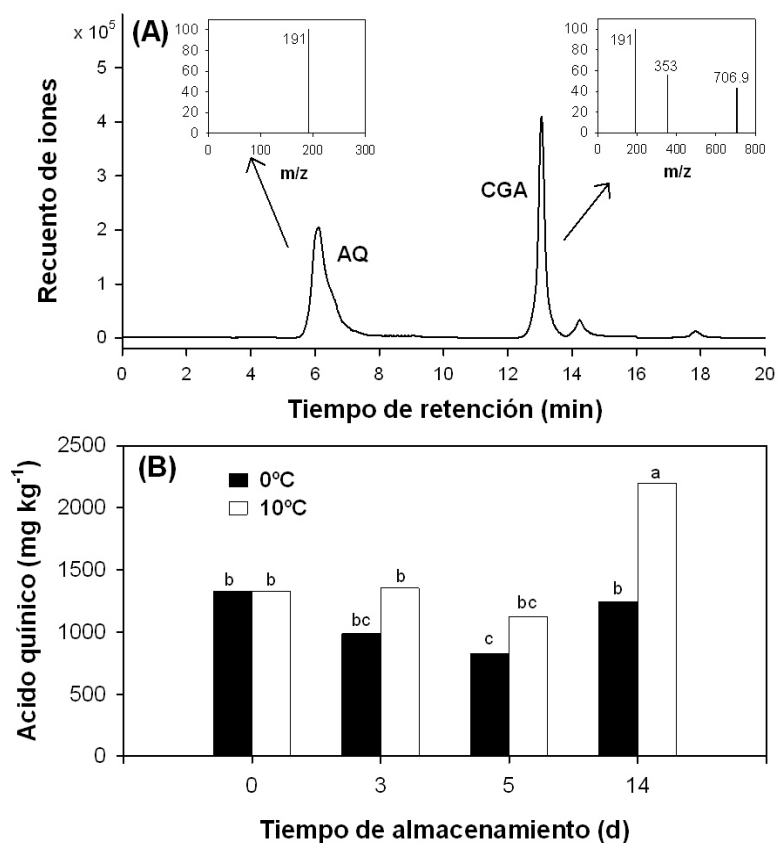 (A)
x 10⁵
5
4
3
2
1
0
Recuento de iones
0 2 4 6 8 10 12 14 16 18 20
Tiempo de retención (min)
100
80
60
40
20
0
191
0 100 200 300
m/z
AQ
100
80
60
40
20
0
191
353
706.9
0 200 400 600 800
m/z
CGA
(B)
0ºC
10ºC
2500
2000
1500
1000
500
0
Acido quínico (mg kg⁻¹)
b b
bc b
c bc
b a
0 3 5 14
Tiempo de almacenamiento (d)